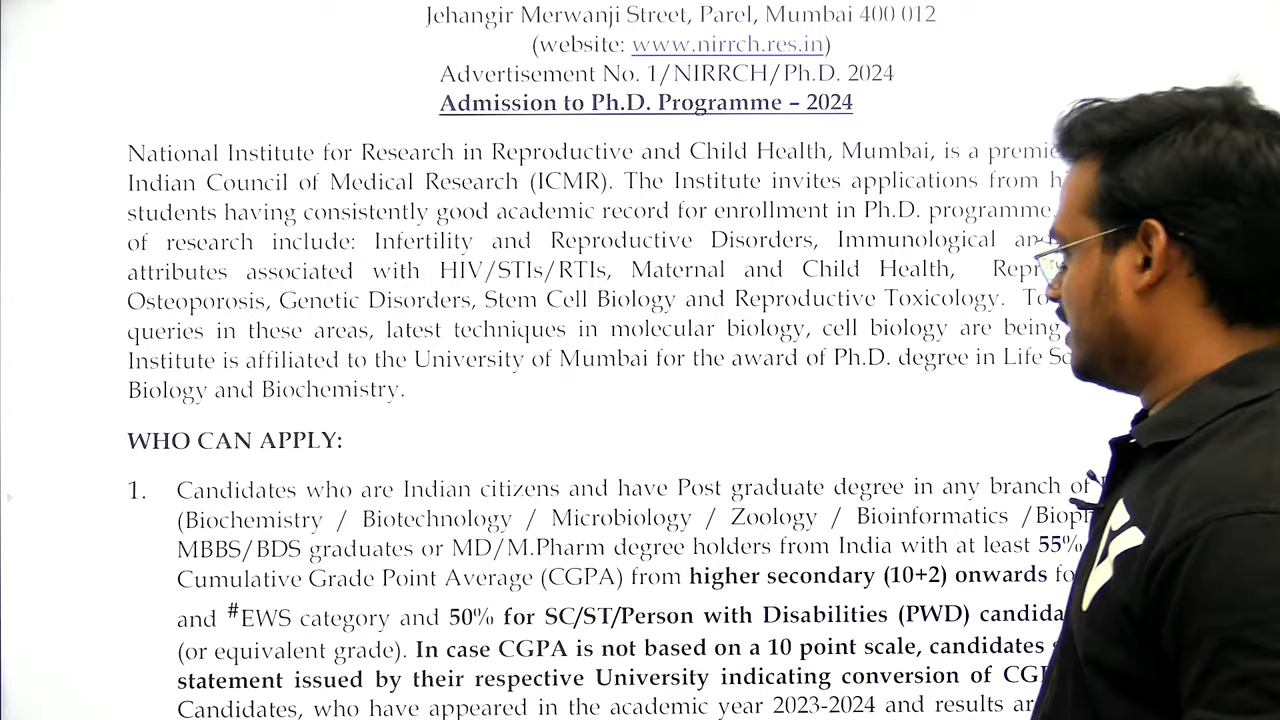 Jehangir Merwanji Street, Parel, Mumbai 400 012
(website: www.nirrch.res.in)
Advertisement No. 1/NIRRCH/Ph.D. 2024
Admission to Ph.D. Programme – 2024
National Institute for Research in Reproductive and Child Health, Mumbai, is a
Indian Council of Medical Research (ICMR). The Institute invites applications from
students having consistently good academic record for enrollment in Ph.D. programme.
of research include: Infertility and Reproductive Disorders, Immunological
attributes associated with HIV/STIs/RTIs, Maternal and Child Health,
Osteoporosis, Genetic Disorders, Stem Cell Biology and Reproductive Toxicology.
queries in these areas, latest techniques in molecular biology, cell biology are being
Institute is affiliated to the University of Mumbai for the award of Ph.D. degree in Life
Biology and Biochemistry.
WHO CAN APPLY:
1. Candidates who are Indian citizens and have Post graduate degree in any branch of
(Biochemistry / Biotechnology / Microbiology / Zoology / Bioinformatics /
MBBS/BDS graduates or MD/M.Pharm degree holders from India with at least 55%
Cumulative Grade Point Average (CGPA) from higher secondary (10+2) onwards
and #EWS category and 50% for SC/ST/Person with Disabilities (PWD)
(or equivalent grade). In case CGPA is not based on a 10 point scale, candidates
statement issued by their respective University indicating conversion of
Candidates, who have appeared in the academic year 2023-2024 and results